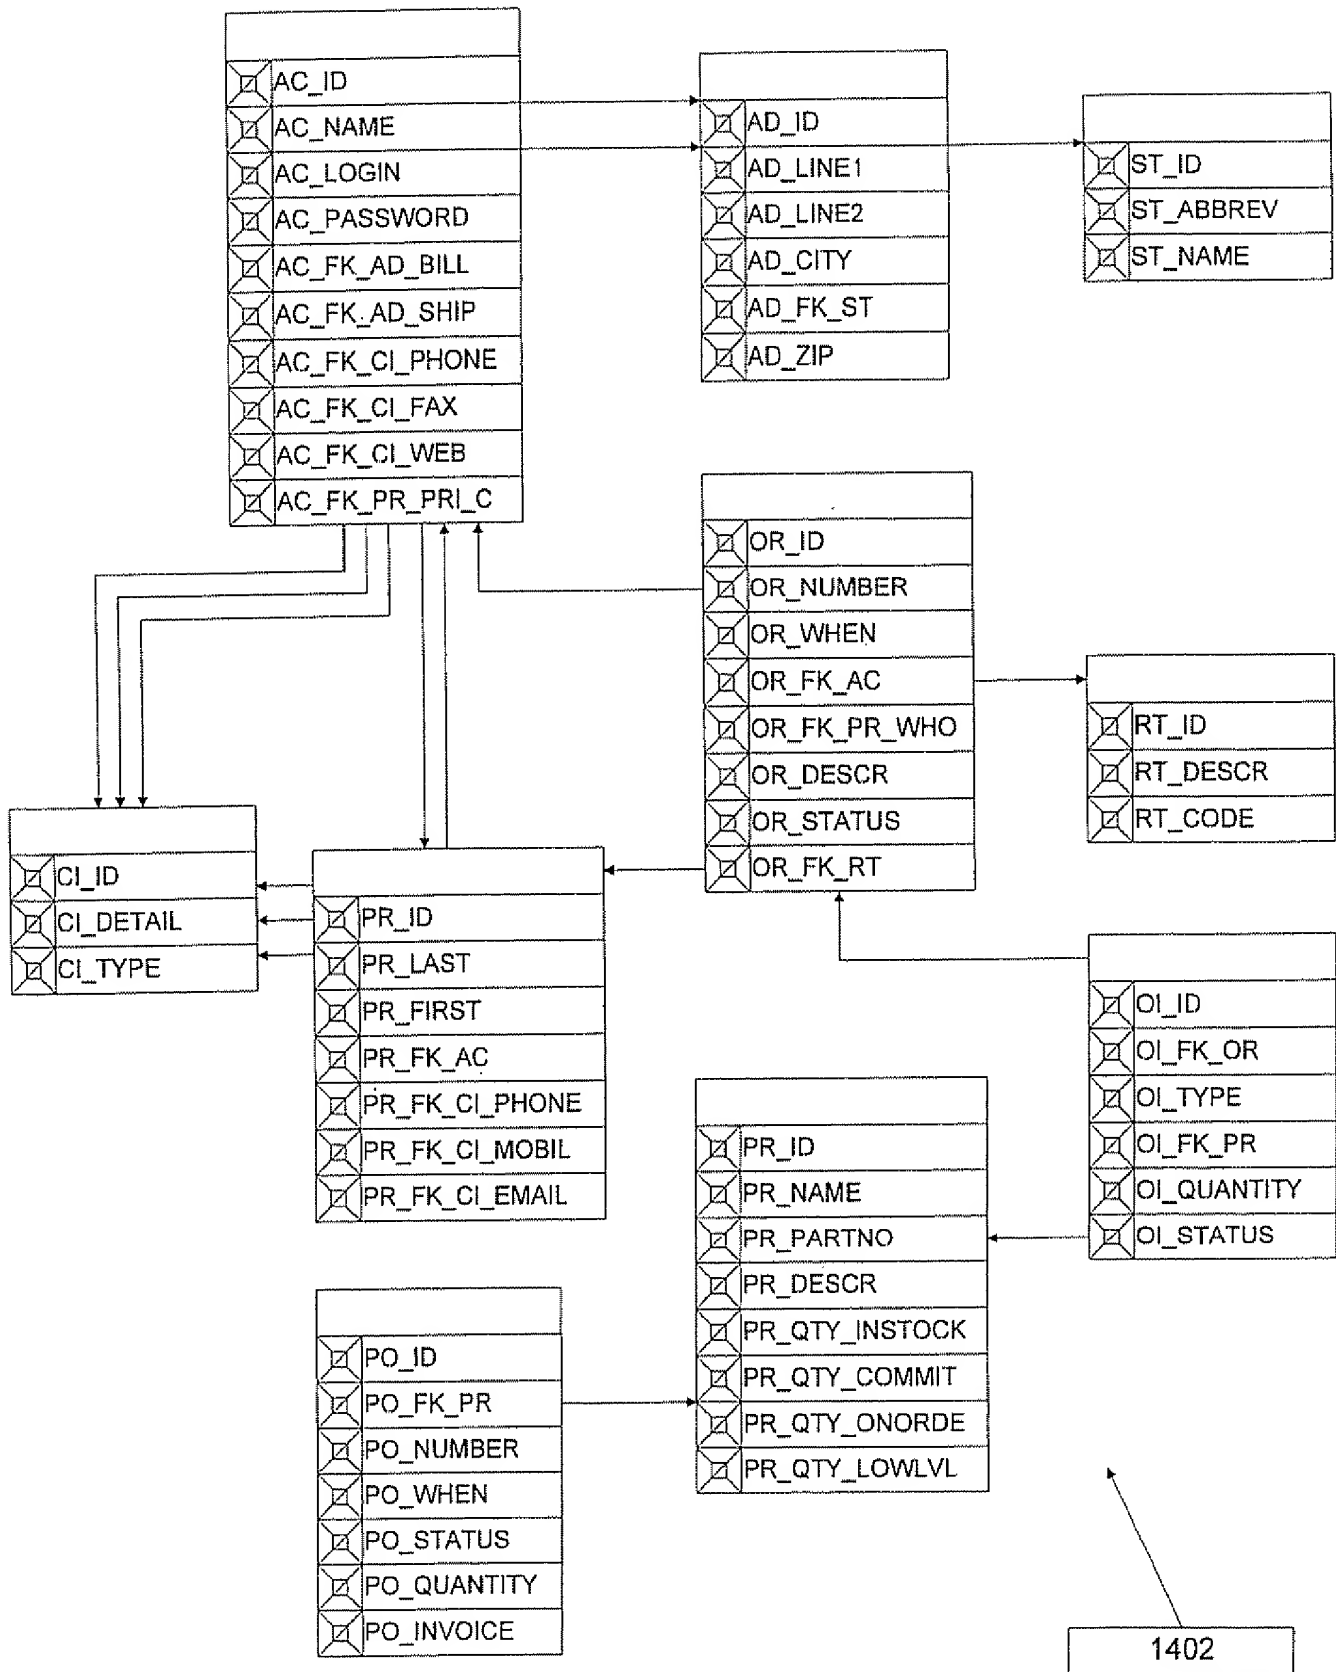 AC_ID
AC_NAME
AC_LOGIN
AC_PASSWORD
AC_FK_AD_BILL
AC_FK_AD_SHIP
AC_FK_CI_PHONE
AC_FK_CI_FAX
AC_FK_CI_WEB
AC_FK_PR_PRI_C
AD_ID
AD_LINE1
AD_LINE2
AD_CITY
AD_FK_ST
AD_ZIP
ST_ID
ST_ABBREV
ST_NAME
OR_ID
OR_NUMBER
OR_WHEN
OR_FK_AC
OR_FK_PR_WHO
OR_DESCR
OR_STATUS
OR_FK_RT
RT_ID
RT_DESCR
RT_CODE
CI_ID
CI_DETAIL
CI_TYPE
PR_ID
PR_LAST
PR_FIRST
PR_FK_AC
PR_FK_CI_PHONE
PR_FK_CI_MOBIL
PR_FK_CI_EMAIL
OI_ID
OI_FK_OR
OI_TYPE
OI_FK_PR
OI_QUANTITY
OI_STATUS
PR_ID
PR_NAME
PR_PARTNO
PR_DESCR
PR_QTY_INSTOCK
PR_QTY_COMMIT
PR_QTY_ONORDE
PR_QTY_LOWLVL
PO_ID
PO_FK_PR
PO_NUMBER
PO_WHEN
PO_STATUS
PO_QUANTITY
PO_INVOICE
1402